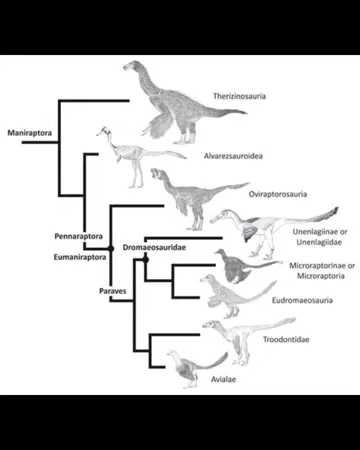 Therizinosauria
Maniraptora
Alvarezsauroidea
Oviraptorosauria
Pennaraptora
Unenlagiinae or
Unenlagiidae
Dromaeosauridae
Eumaniraptora
Microraptorinae or
Microraptoria
Paraves
Eudromaeosauria
Troodontidae
Avialae